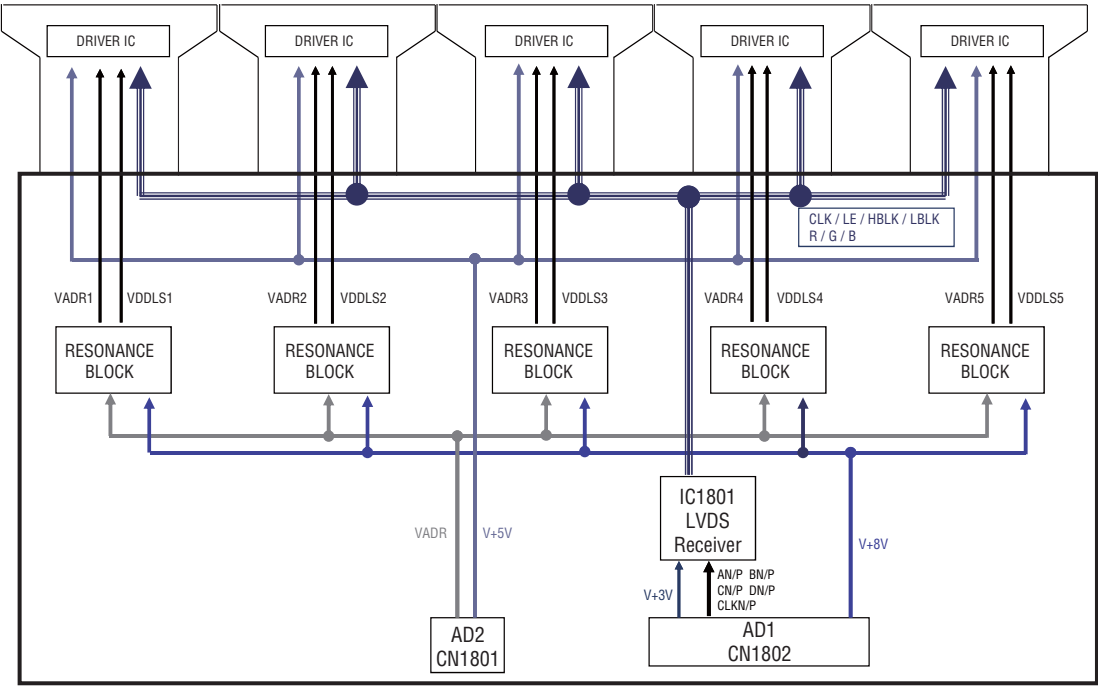 DRIVER IC
DRIVER IC
DRIVER IC
DRIVER IC
DRIVER IC
CLK / LE / HBLK / LBLK
R / G / B
VADR1
VDDLS1
VADR2
VDDLS2
VADR3
VDDLS3
VADR4
VDDLS4
VADR5
VDDLS5
RESONANCE
BLOCK
RESONANCE
BLOCK
RESONANCE
BLOCK
RESONANCE
BLOCK
RESONANCE
BLOCK
VADR
V+5V
IC1801
LVDS
Receiver
V+8V
V+3V
AN/P BN/P
CN/P DN/P
CLKN/P
AD2
CN1801
AD1
CN1802